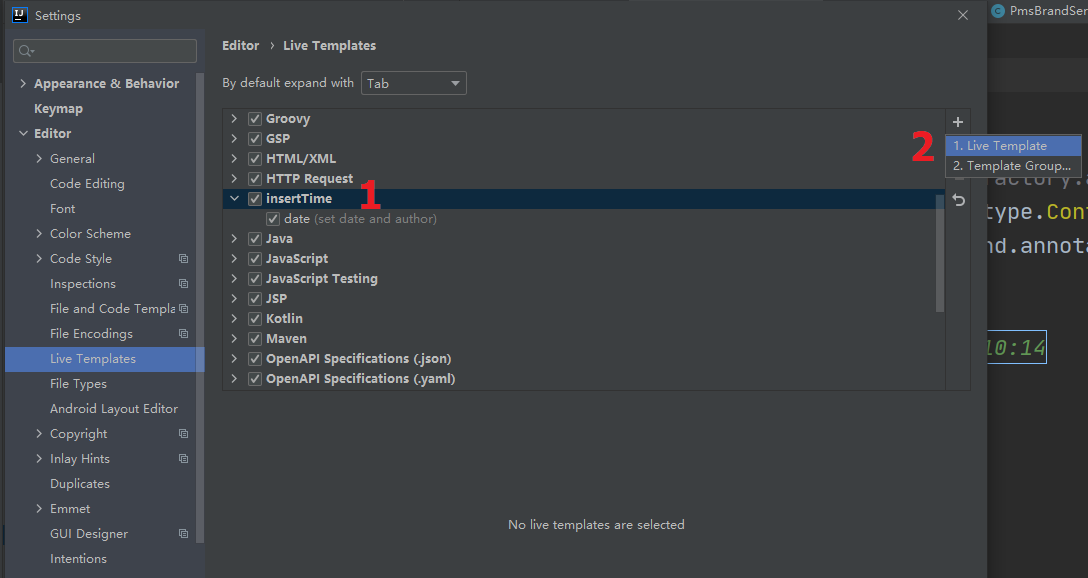 IJ Settings
PmsBrandSer
Editor › Live Templates
By default expand with Tab
Appearance & Behavior
Keymap
Editor
General
Code Editing
Font
Color Scheme
Code Style
Inspections
File and Code Templa
File Encodings
Live Templates
File Types
Android Layout Editor
Copyright
Inlay Hints
Duplicates
Emmet
GUI Designer
Intentions
Groovy
GSP
HTML/XML
HTTP Request
insertTime 1
date (set date and author)
Java
JavaScript
JavaScript Testing
JSP
Kotlin
Maven
OpenAPI Specifications (.json)
OpenAPI Specifications (.yaml)
No live templates are selected
2
1. Live Template
2. Template Group...
actory.a
type.Con
nd.annota
10:14